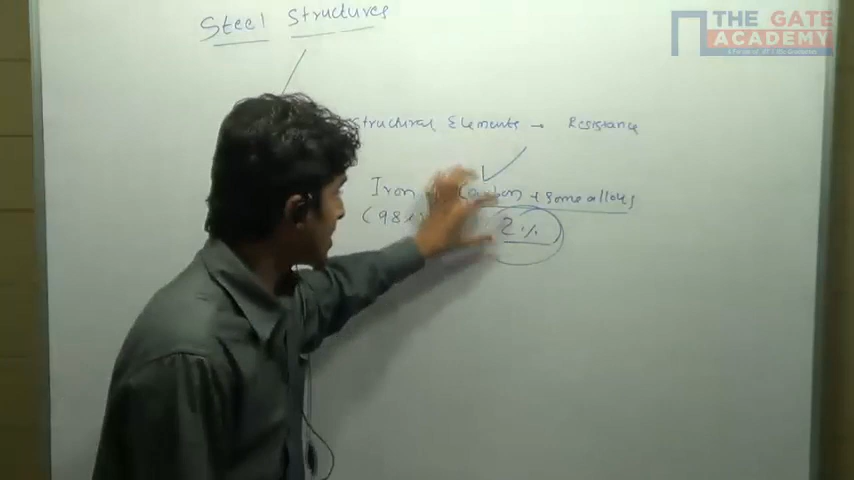 Steel Structures
THE GATE
ACADEMY
Structural Elements → Resistance
Iron + Carbon + Some alloys
(98%)
2%